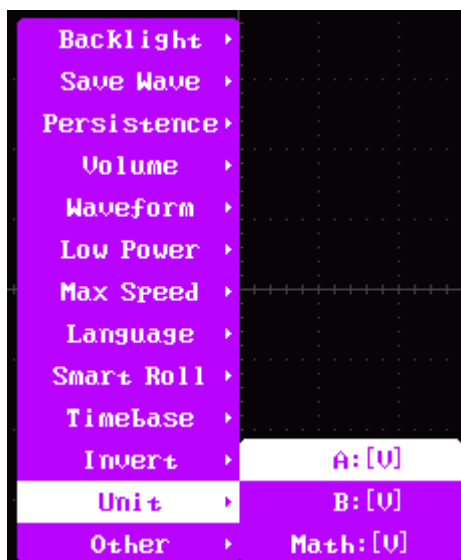 Backlight
Save Wave
Persistence
Volume
Waveform
Low Power
Max Speed
Language
Smart Roll
Timebase
Invert
A:[V]
Unit
B:[V]
Other
Math:[V]